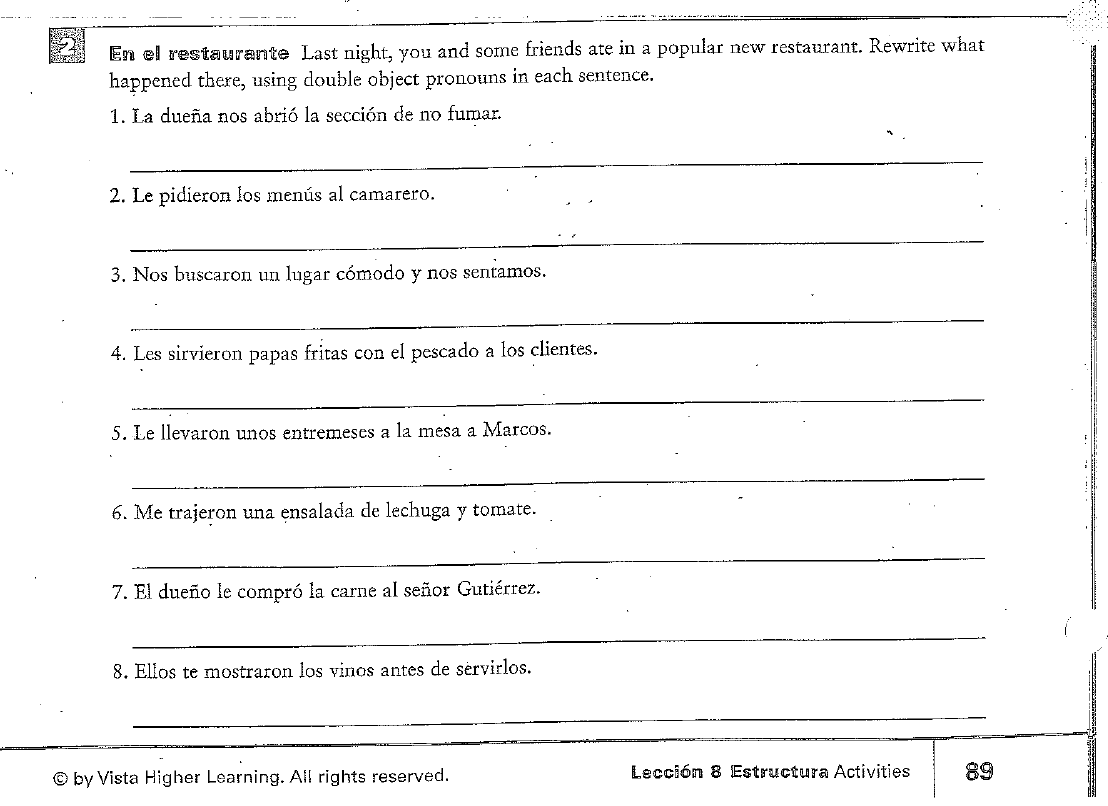 2 En el restaurante Last night, you and some friends ate in a popular new restaurant. Rewrite what
happened there, using double object pronouns in each sentence.
1. La dueña nos abrió la sección de no fumar.
2. Le pidieron los menús al camarero.
3. Nos buscaron un lugar cómodo y nos sentamos.
4. Les sirvieron papas fritas con el pescado a los clientes.
5. Le llevaron unos entremeses a la mesa a Marcos.
6. Me trajeron una ensalada de lechuga y tomate.
7. El dueño le compró la carne al señor Gutiérrez.
8. Ellos te mostraron los vinos antes de servirlos.
© by Vista Higher Learning. All rights reserved. Lección 8 Estructura Activities 89